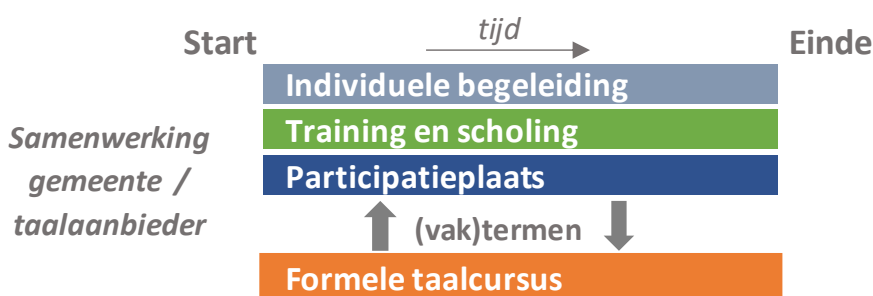 tijd
Start
Einde
Individuele begeleiding
Training en scholing
Samenwerking
gemeente /
taalaanbieder
Participatieplaats
(vak)termen
Formele taalcursus